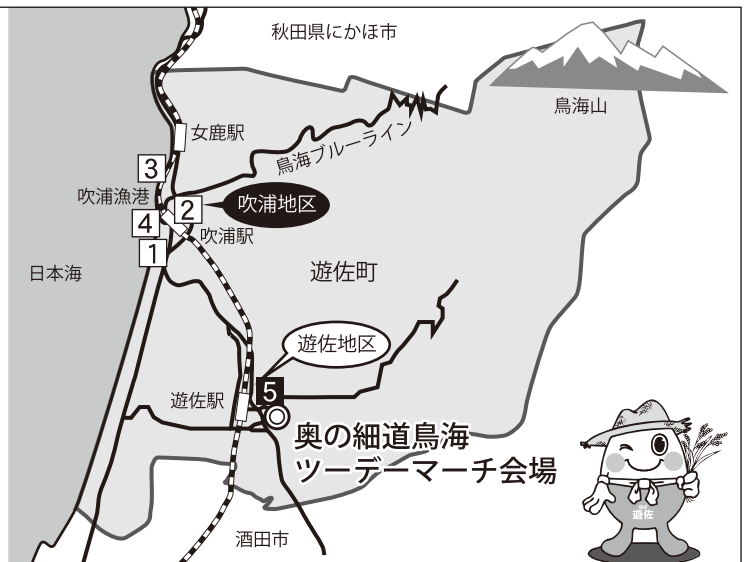 秋田県にかほ市
鳥海山
女鹿駅
鳥海ブルーライン
3
吹浦漁港
2
吹浦地区
4
吹浦駅
1
日本海
遊佐町
遊佐地区
5
遊佐駅
奥の細道鳥海
ツーデーマーチ会場
遊佐
酒田市